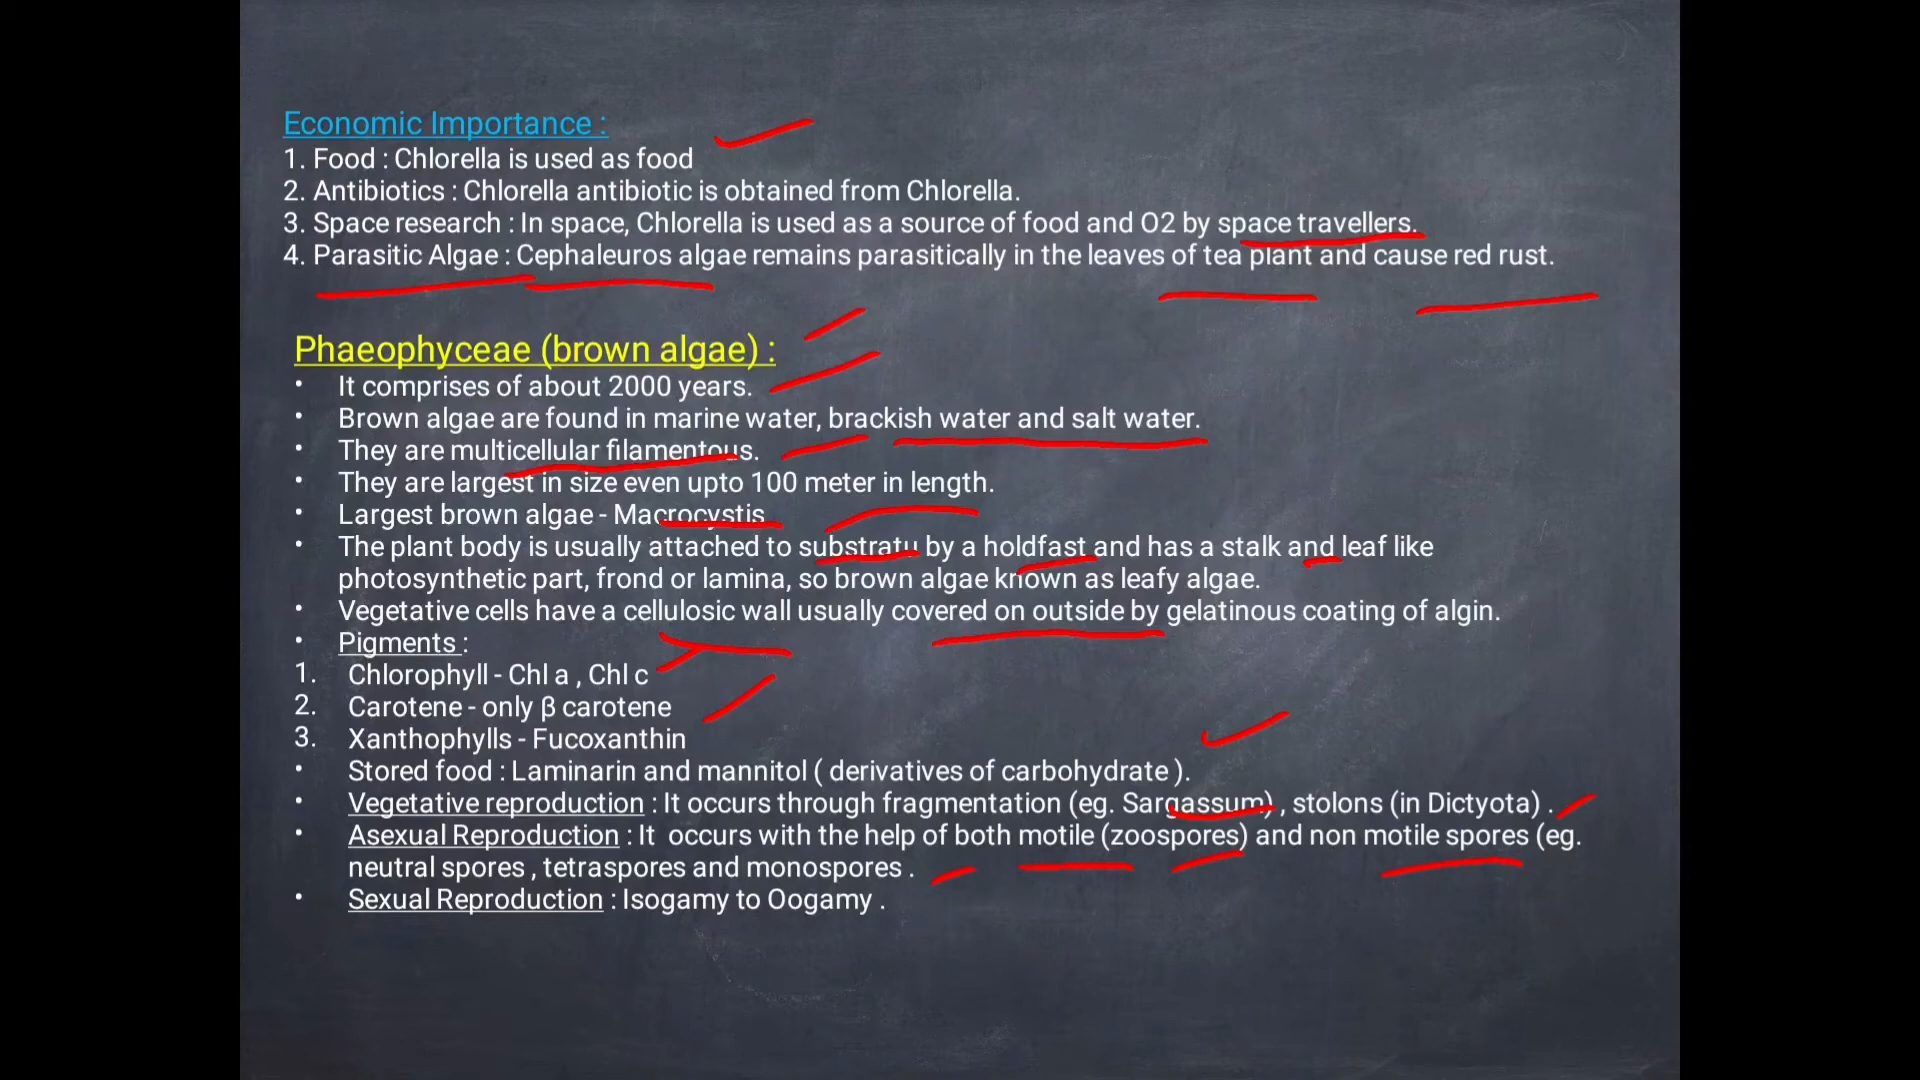 Economic Importance :
1. Food : Chlorella is used as food
2. Antibiotics : Chlorella antibiotic is obtained from Chlorella.
3. Space research : In space, Chlorella is used as a source of food and O2 by space travellers.
4. Parasitic Algae : Cephaleuros algae remains parasitically in the leaves of tea plant and cause red rust.
Phaeophyceae (brown algae) :
• It comprises of about 2000 years.
• Brown algae are found in marine water, brackish water and salt water.
• They are multicellular filamentous.
• They are largest in size even upto 100 meter in length.
• Largest brown algae - Macrocystis
• The plant body is usually attached to substratu by a holdfast and has a stalk and leaf like
photosynthetic part, frond or lamina, so brown algae known as leafy algae.
• Vegetative cells have a cellulosic wall usually covered on outside by gelatinous coating of algin.
• Pigments :
1. Chlorophyll - Chl a , Chl c
2. Carotene - only β carotene
3. Xanthophylls - Fucoxanthin
• Stored food : Laminarin and mannitol ( derivatives of carbohydrate ).
• Vegetative reproduction : It occurs through fragmentation (eg. Sargassum) , stolons (in Dictyota) .
• Asexual Reproduction : It occurs with the help of both motile (zoospores) and non motile spores (eg.
neutral spores , tetraspores and monospores .
• Sexual Reproduction : Isogamy to Oogamy .